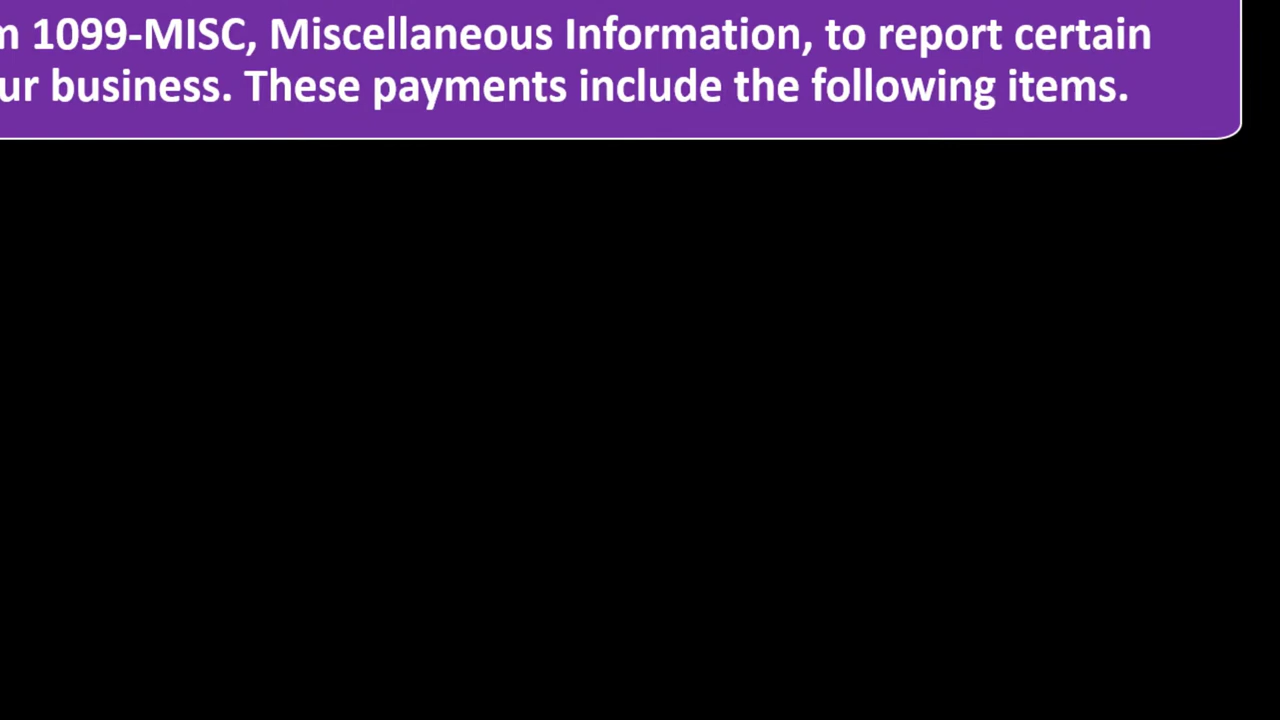 m 1099-MISC, Miscellaneous Information, to report certain
ur business. These payments include the following items.